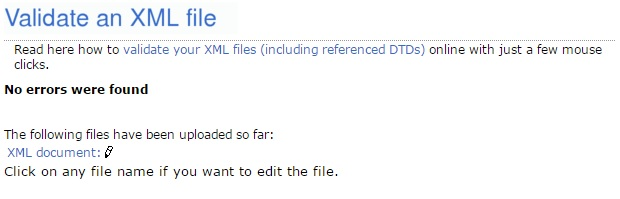 Validate an XML file
Read here how to validate your XML files (including referenced DTDs) online with just a few mouse
clicks.
No errors were found
The following files have been uploaded so far:
XML document:
Click on any file name if you want to edit the file.